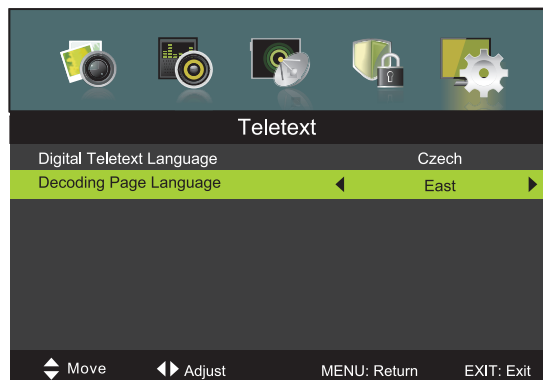 Teletext
Digital Teletext Language Czech
Decoding Page Language East
Move Adjust MENU: Return EXIT: Exit